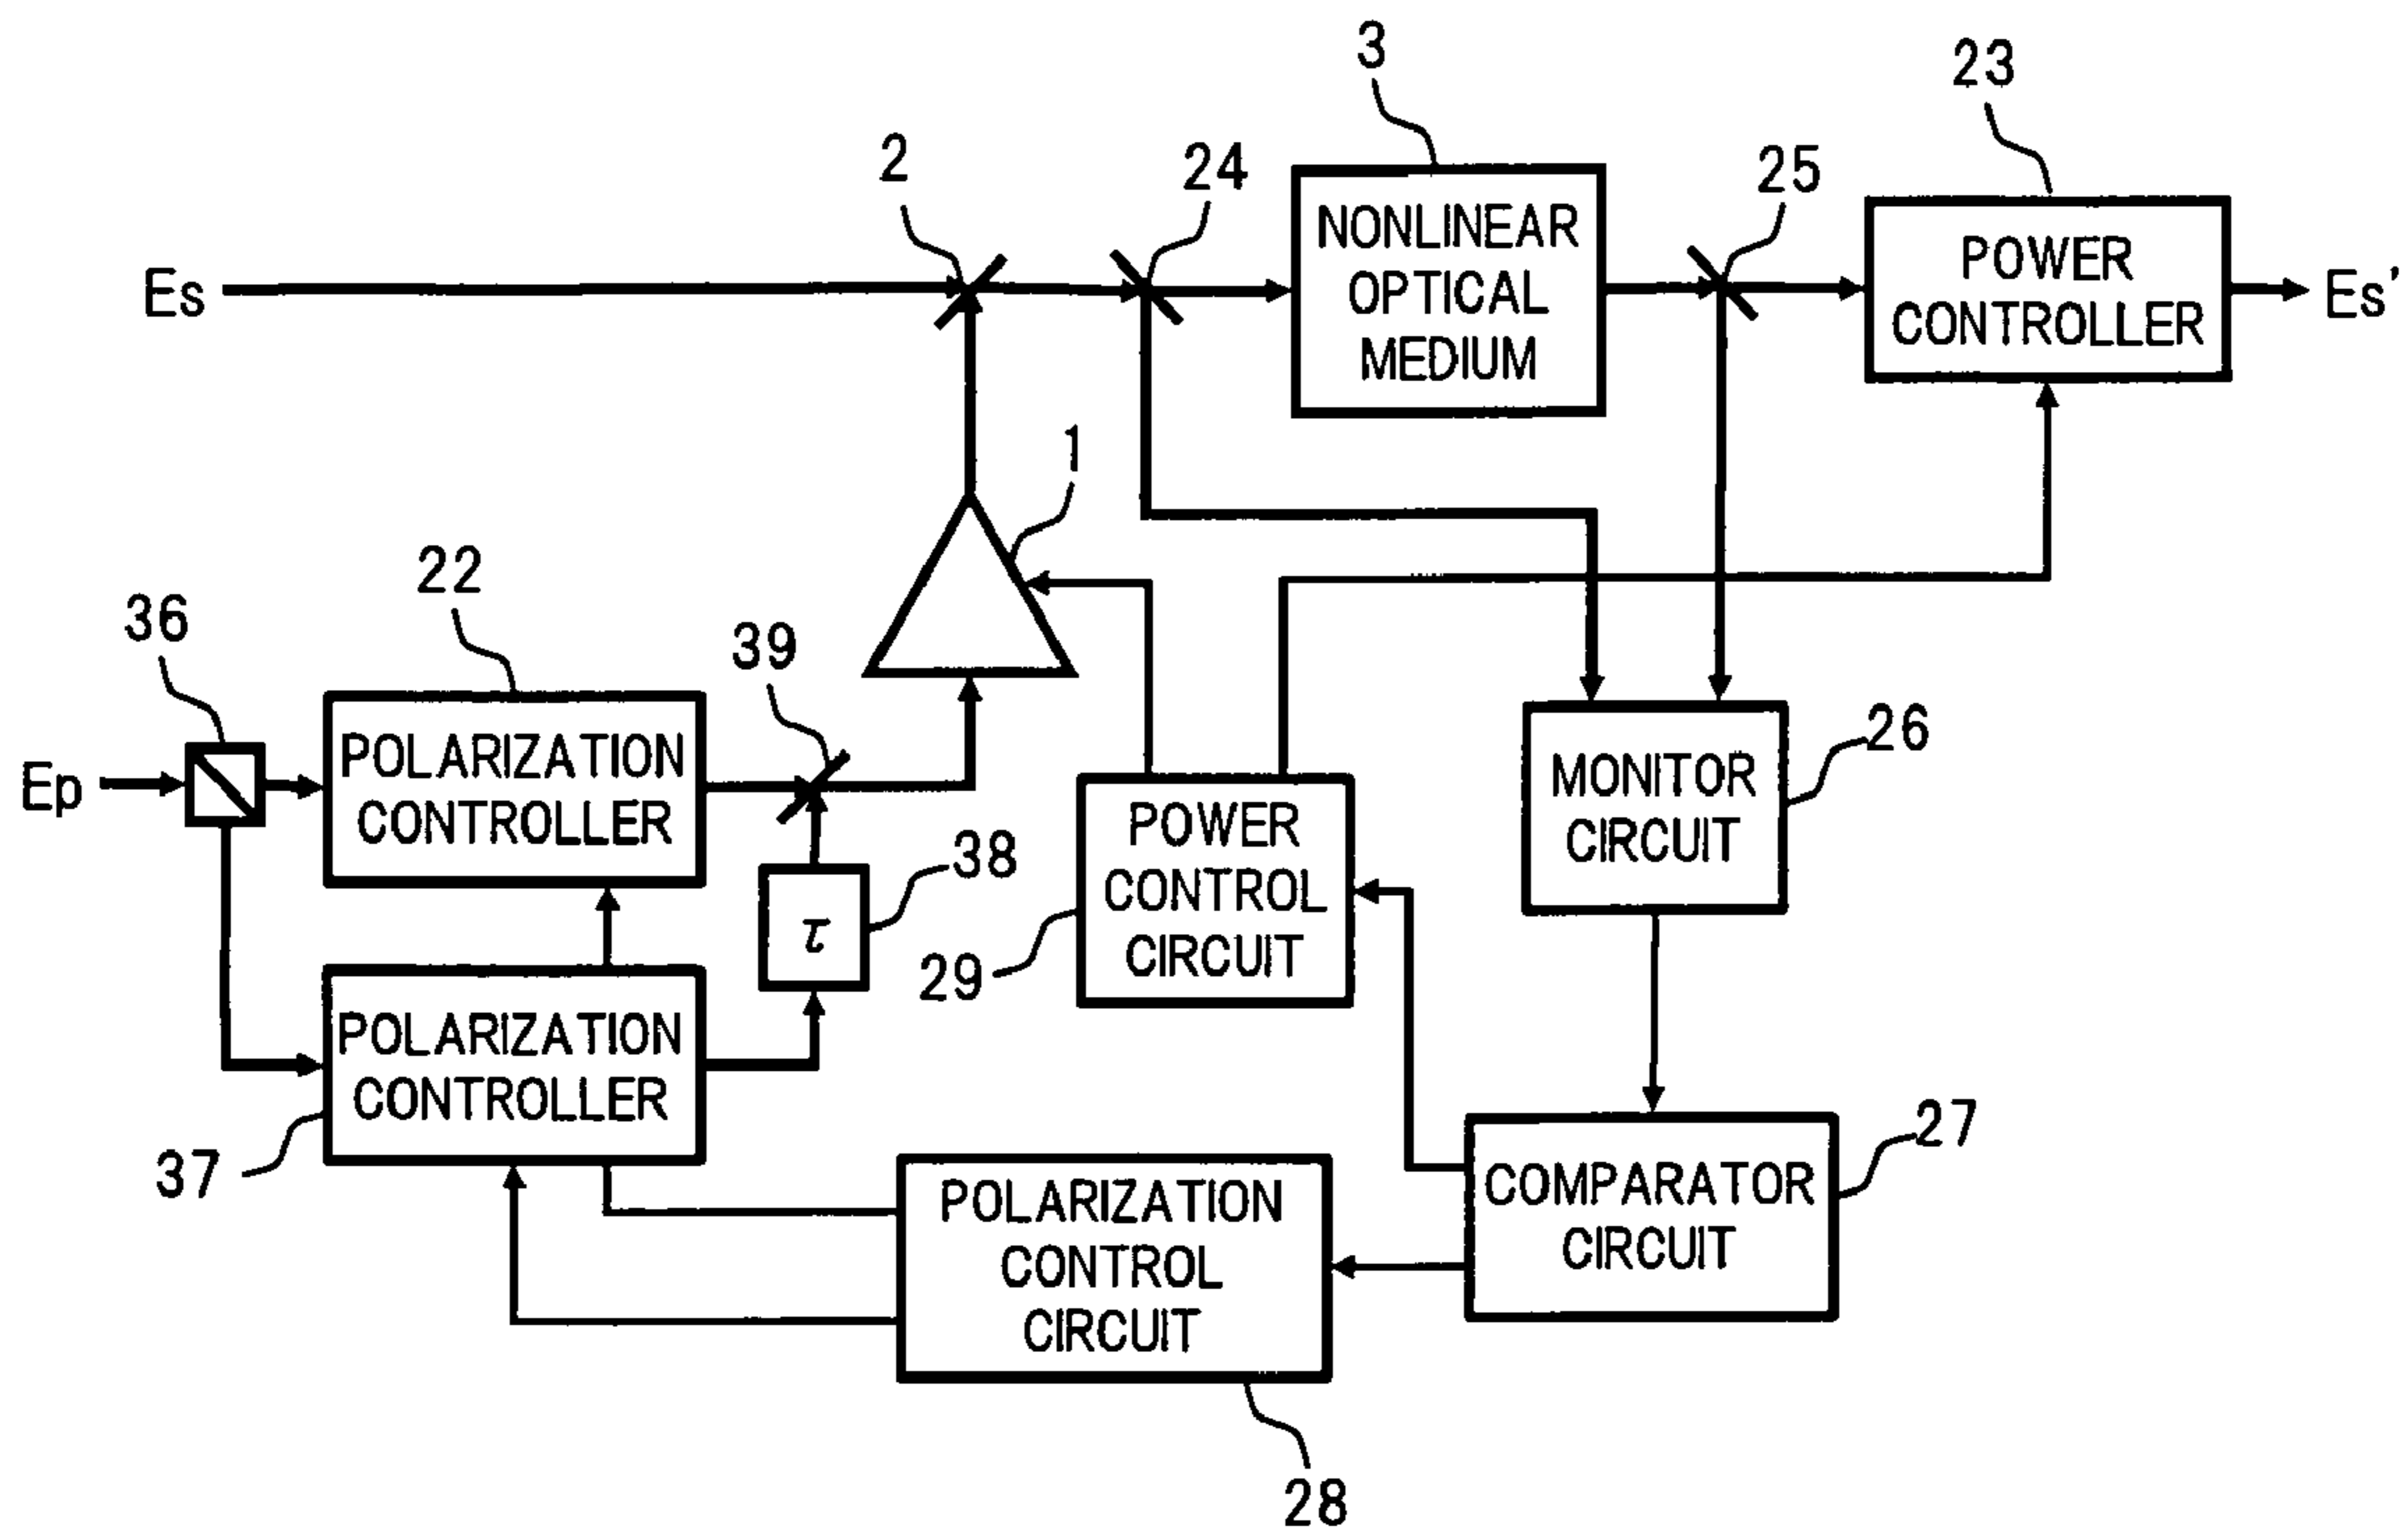 3
23
2
24
25
NONLINEAR
OPTICAL
MEDIUM
POWER
CONTROLLER
Es
Es'
1
22
36
39
POLARIZATION
CONTROLLER
Ep
26
MONITOR
CIRCUIT
POWER
CONTROL
CIRCUIT
38
τ
29
POLARIZATION
CONTROLLER
37
27
COMPARATOR
CIRCUIT
POLARIZATION
CONTROL
CIRCUIT
28